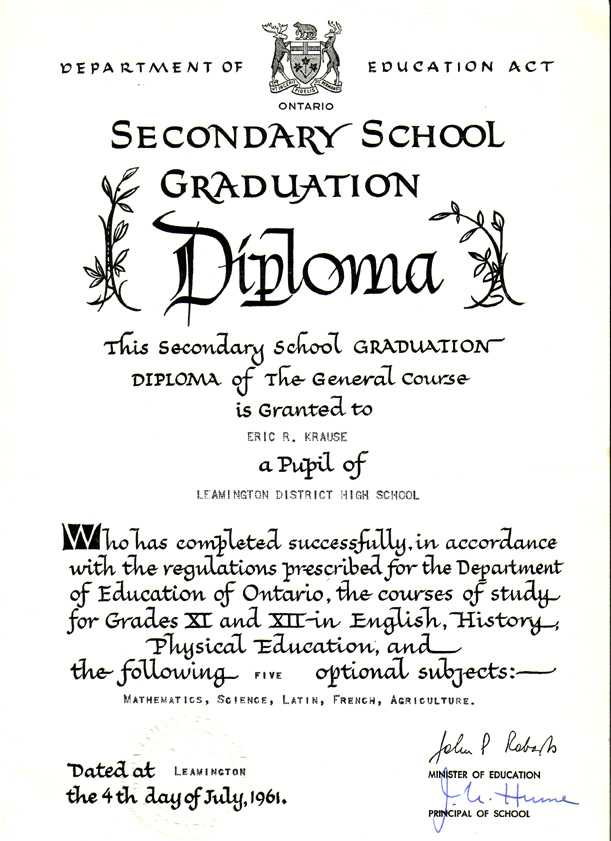 DEPARTMENT OF EDUCATION ACT
ONTARIO
SECONDARY SCHOOL
GRADUATION
Diploma
This Secondary School GRADUATION
DIPLOMA of The General Course
is Granted to
ERIC R. KRAUSE
a Pupil of
LEAMINGTON DISTRICT HIGH SCHOOL
Who has completed successfully, in accordance
with the regulations prescribed for the Department
of Education of Ontario, the courses of study
for Grades XI and XII-in English, History,
Physical Education, and
the following FIVE optional subjects:—
MATHEMATICS, SCIENCE, LATIN, FRENCH, AGRICULTURE.
John P Robarts
Dated at LEAMINGTON
MINISTER OF EDUCATION
the 4th day of July, 1961.
J. N. Hume
PRINCIPAL OF SCHOOL